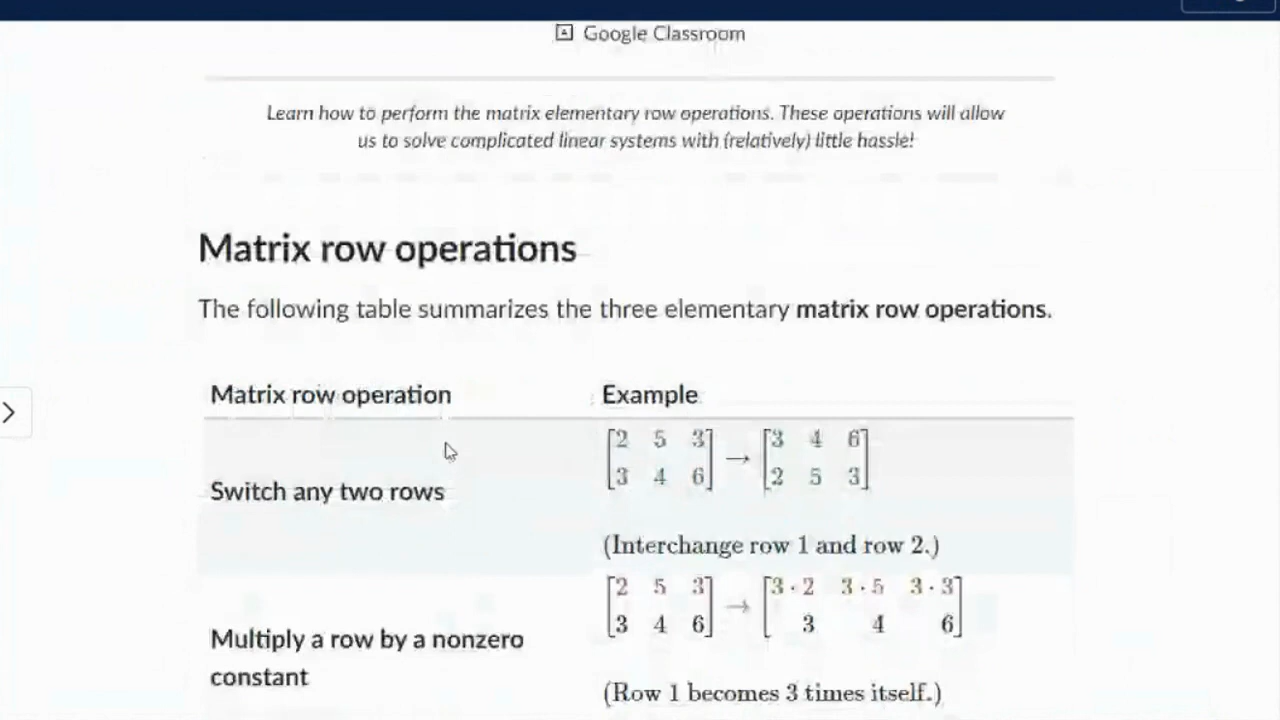 Google Classroom
Learn how to perform the matrix elementary row operations. These operations will allow
us to solve complicated linear systems with (relatively) little hassle!
Matrix row operations
The following table summarizes the three elementary matrix row operations.
Matrix row operation Example
[2 5 3] → [3 4 6]
[3 4 6] [2 5 3]
Switch any two rows
(Interchange row 1 and row 2.)
[2 5 3] → [3 · 2 3 · 5 3 · 3]
[3 4 6] [3 4 6]
Multiply a row by a nonzero
constant
(Row 1 becomes 3 times itself.)